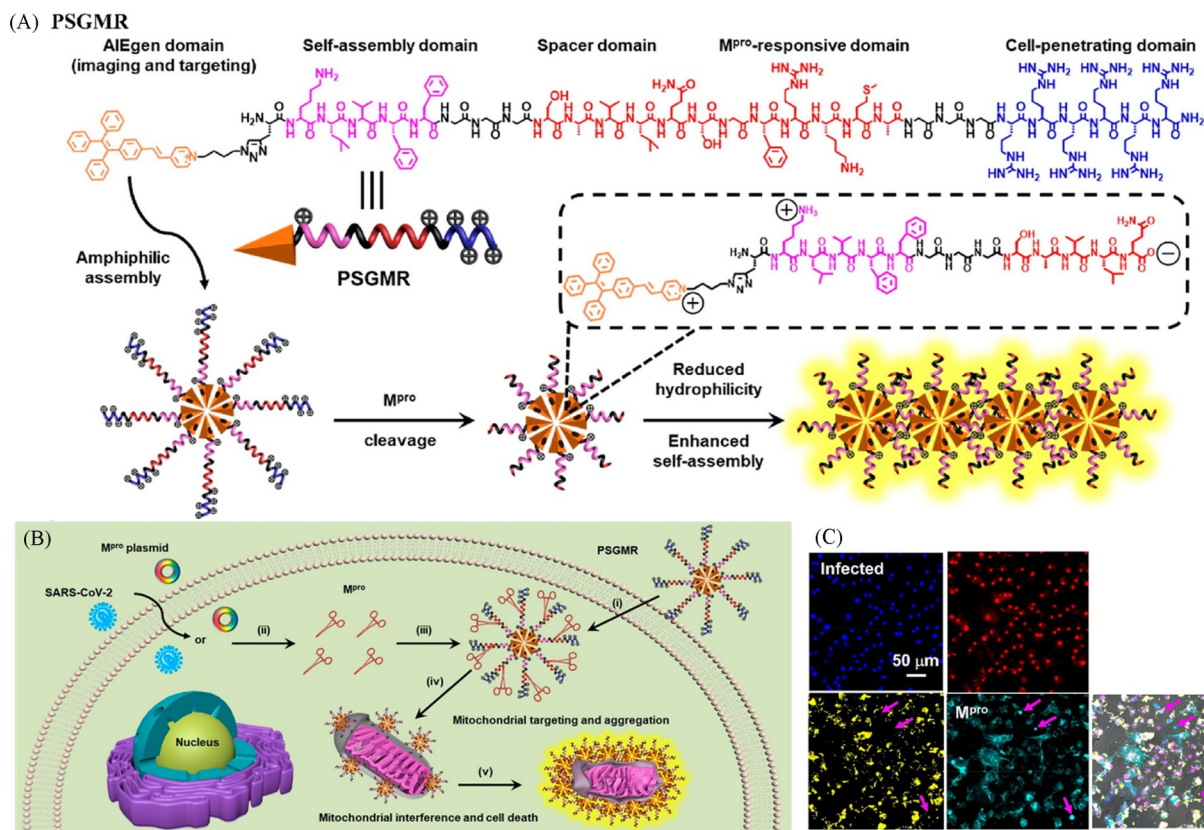 (A) PSGMR
AIEgen domain
(imaging and targeting)
Self-assembly domain
Spacer domain
Mᵖʳᵒ-responsive domain
Cell-penetrating domain
Amphiphilic
assembly
PSGMR
Mᵖʳᵒ
cleavage
Reduced
hydrophilicity
Enhanced
self-assembly
(B)
Mᵖʳᵒ plasmid
SARS-CoV-2
or
(ii)
Mᵖʳᵒ
(iii)
PSGMR
(i)
(iv)
Nucleus
Mitochondrial targeting and aggregation
(v)
Mitochondrial interference and cell death
(C)
Infected
50 μm
Mᵖʳᵒ